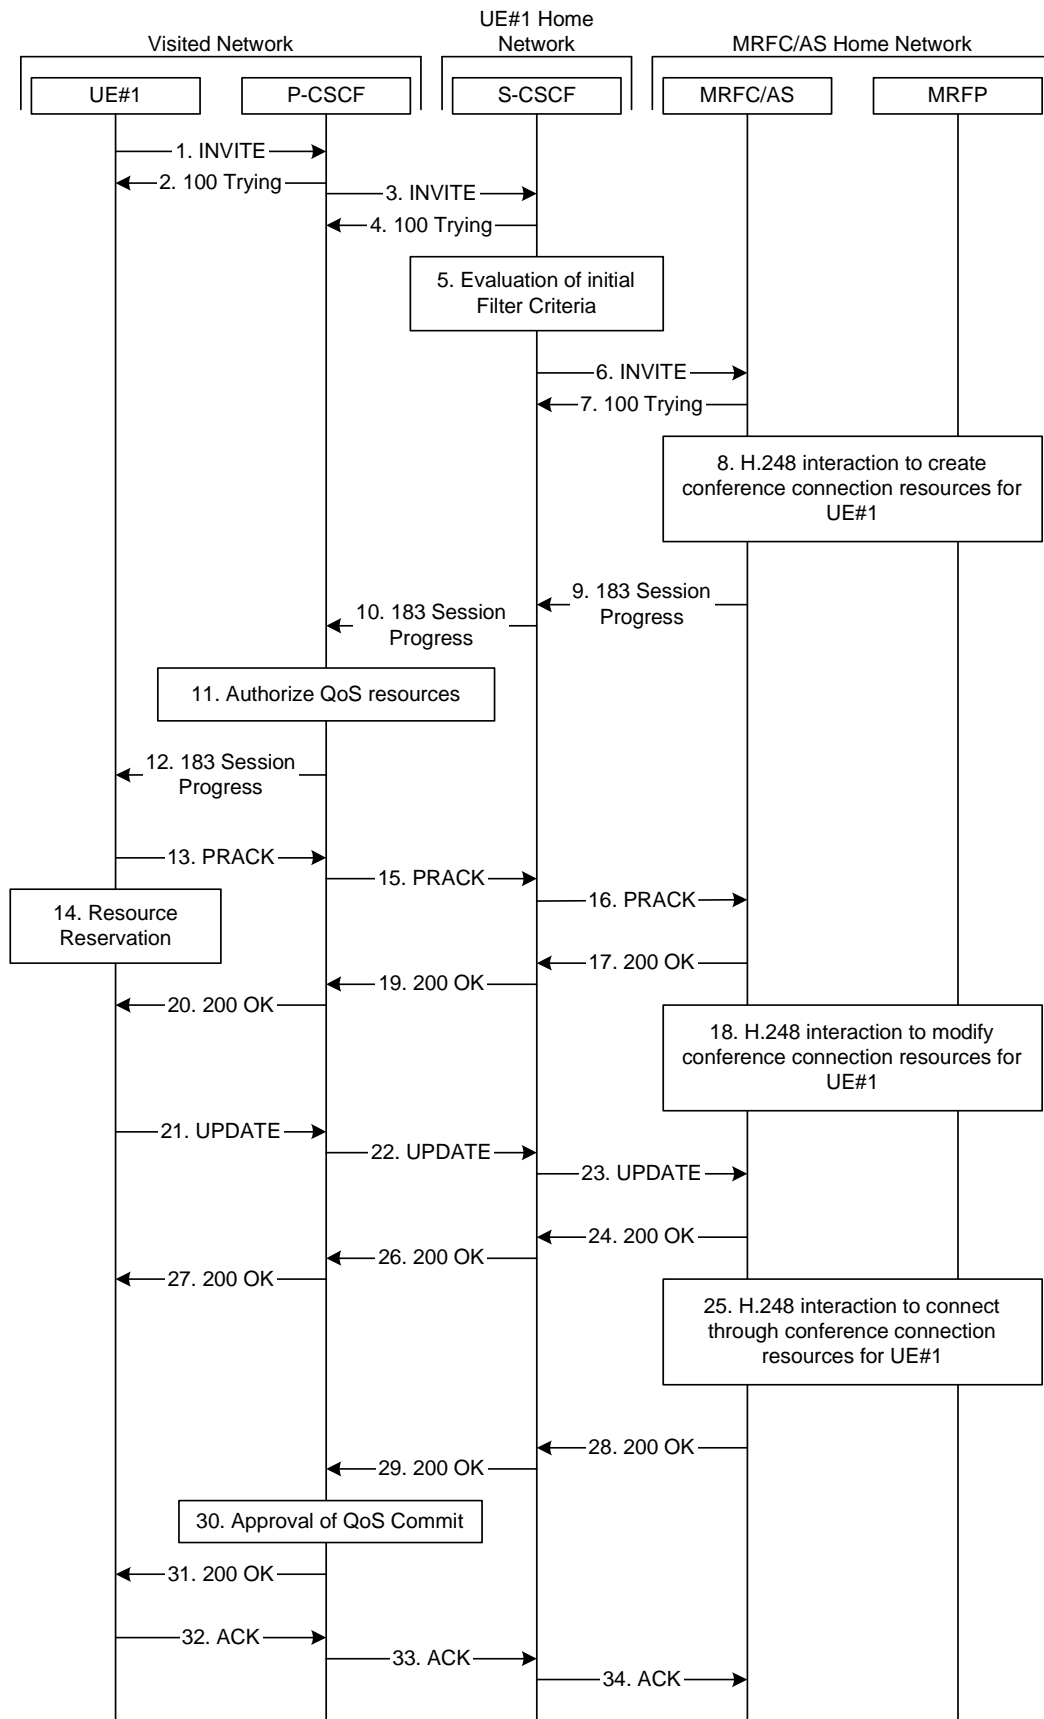 UE#1 Home
Network
Visited Network
MRFC/AS Home Network
UE#1
P-CSCF
S-CSCF
MRFC/AS
MRFP
1. INVITE
2. 100 Trying
3. INVITE
4. 100 Trying
5. Evaluation of initial
Filter Criteria
6. INVITE
7. 100 Trying
8. H.248 interaction to create
conference connection resources for
UE#1
9. 183 Session
Progress
10. 183 Session
Progress
11. Authorize QoS resources
12. 183 Session
Progress
13. PRACK
15. PRACK
16. PRACK
14. Resource
Reservation
17. 200 OK
19. 200 OK
20. 200 OK
18. H.248 interaction to modify
conference connection resources for
UE#1
21. UPDATE
22. UPDATE
23. UPDATE
24. 200 OK
26. 200 OK
27. 200 OK
25. H.248 interaction to connect
through conference connection
resources for UE#1
28. 200 OK
29. 200 OK
30. Approval of QoS Commit
31. 200 OK
32. ACK
33. ACK
34. ACK